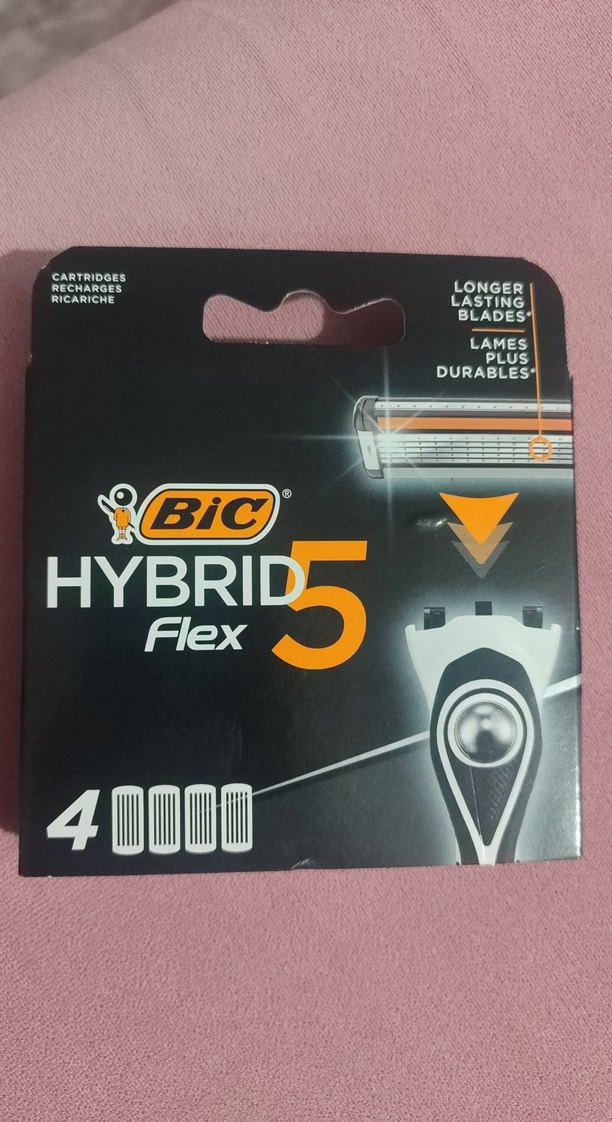 CARTRIDGES
RECHARGES
RICARICHE
LONGER
LASTING
BLADES*
LAMES
PLUS
DURABLES*
BiC®
HYBRID 5
Flex
4